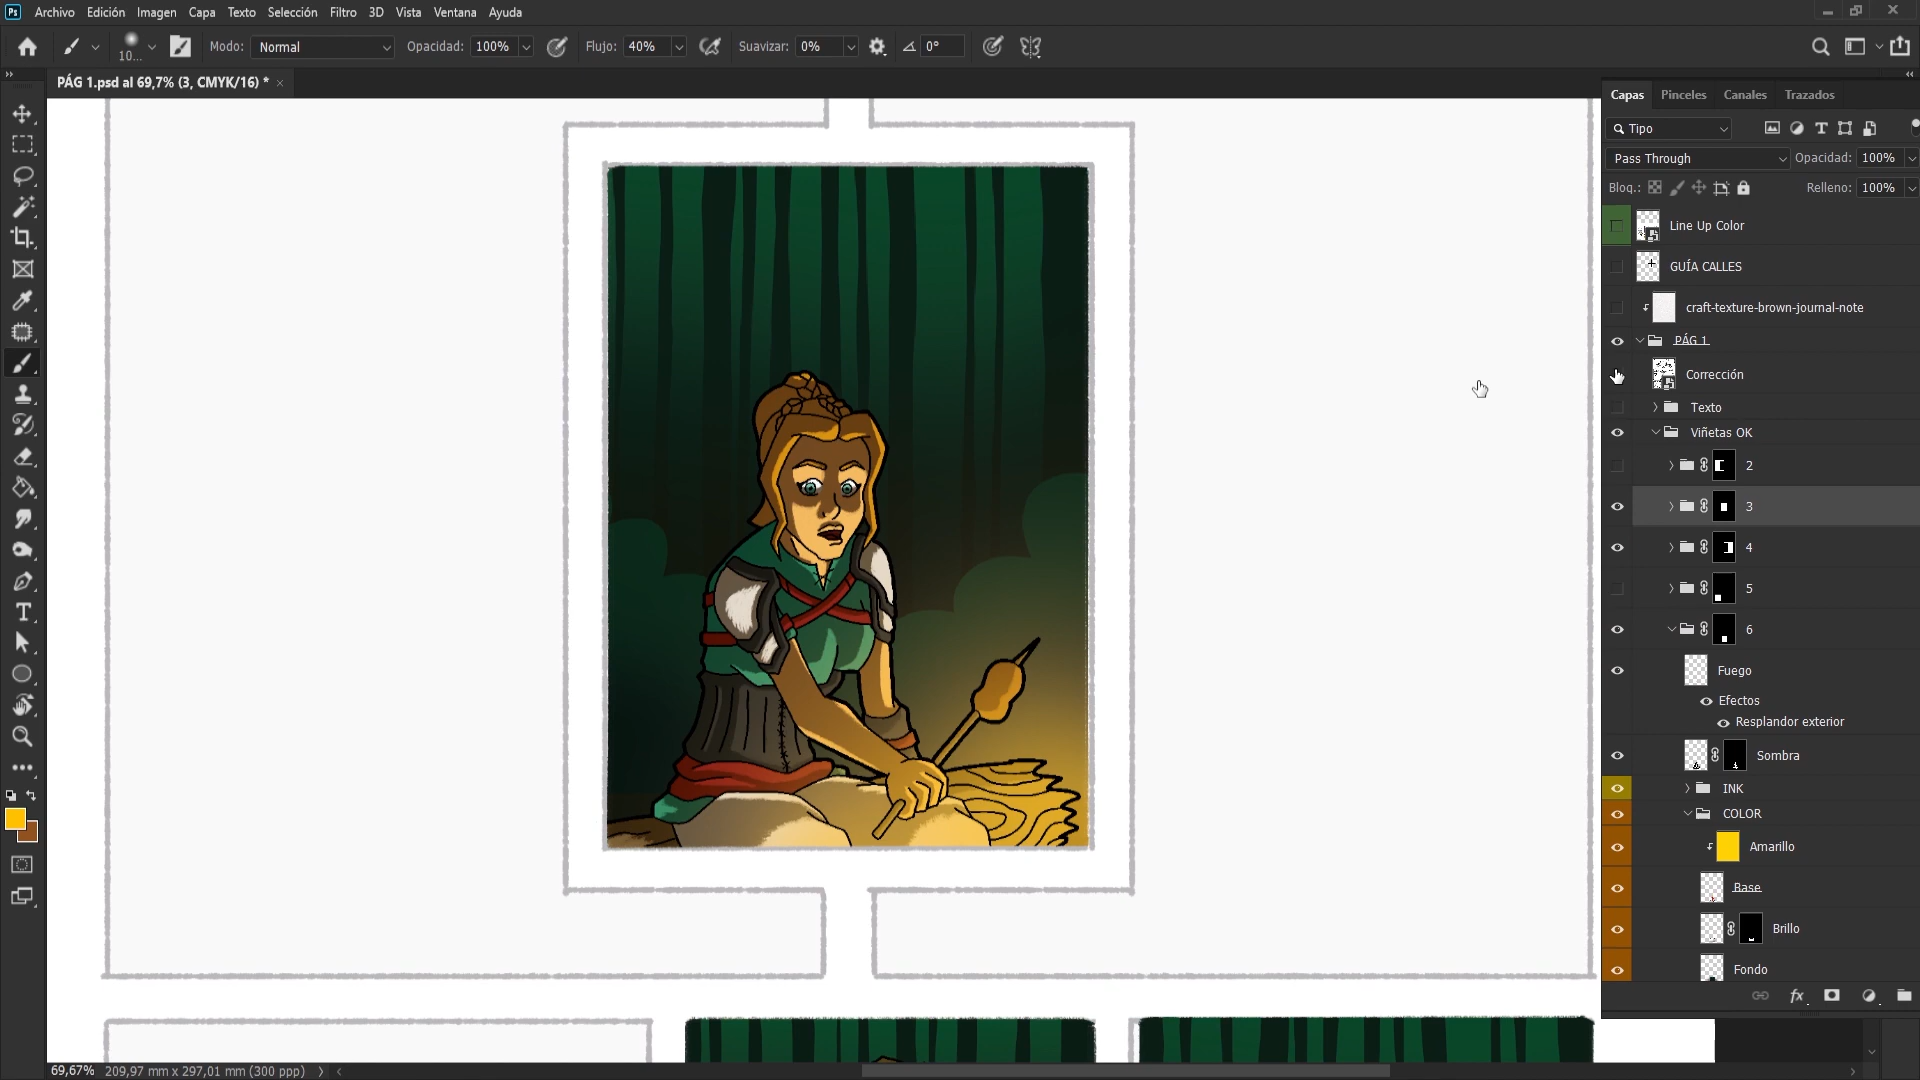 Ps Archivo Edición Imagen Capa Texto Selección Filtro 3D Vista Ventana Ayuda
10... Modo: Normal Opacidad: 100% Flujo: 40% Suavizar: 0% 0°
PÁG 1.psd al 69,7% (3, CMYK/16) * ×
Capas Pinceles Canales Trazados
Tipo
Pass Through Opacidad: 100%
Bloq.: Relleno: 100%
Line Up Color
GUÍA CALLES
craft-texture-brown-journal-note
PÁG 1
Corrección
Texto
Viñetas OK
2
3
4
5
6
Fuego
Efectos
Resplandor exterior
Sombra
INK
COLOR
Amarillo
Base
Brillo
Fondo
fx
69,67% 209,97 mm x 297,01 mm (300 ppp)